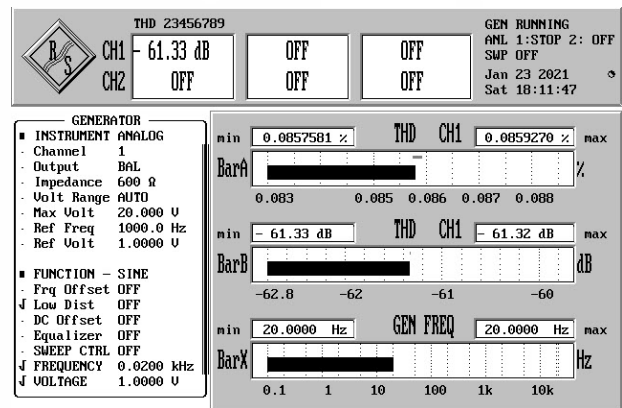 THD 23456789
R S
CH1 - 61.33 dB OFF OFF
CH2 OFF OFF OFF
GEN RUNNING
ANL 1:STOP 2: OFF
SWP OFF
Jan 23 2021
Sat 18:11:47
GENERATOR
INSTRUMENT ANALOG
Channel 1
Output BAL
Impedance 600 Ω
Volt Range AUTO
Max Volt 20.000 V
Ref Freq 1000.0 Hz
Ref Volt 1.0000 V
FUNCTION - SINE
Frq Offset OFF
Low Dist OFF
DC Offset OFF
Equalizer OFF
SWEEP CTRL OFF
FREQUENCY 0.0200 kHz
VOLTAGE 1.0000 V
min 0.0857581 % THD CH1 0.0859270 % max
BarA %
0.083 0.085 0.086 0.087 0.088
min - 61.33 dB THD CH1 - 61.32 dB max
BarB dB
-62.8 -62 -61 -60
min 20.0000 Hz GEN FREQ 20.0000 Hz max
BarX Hz
0.1 1 10 100 1k 10k